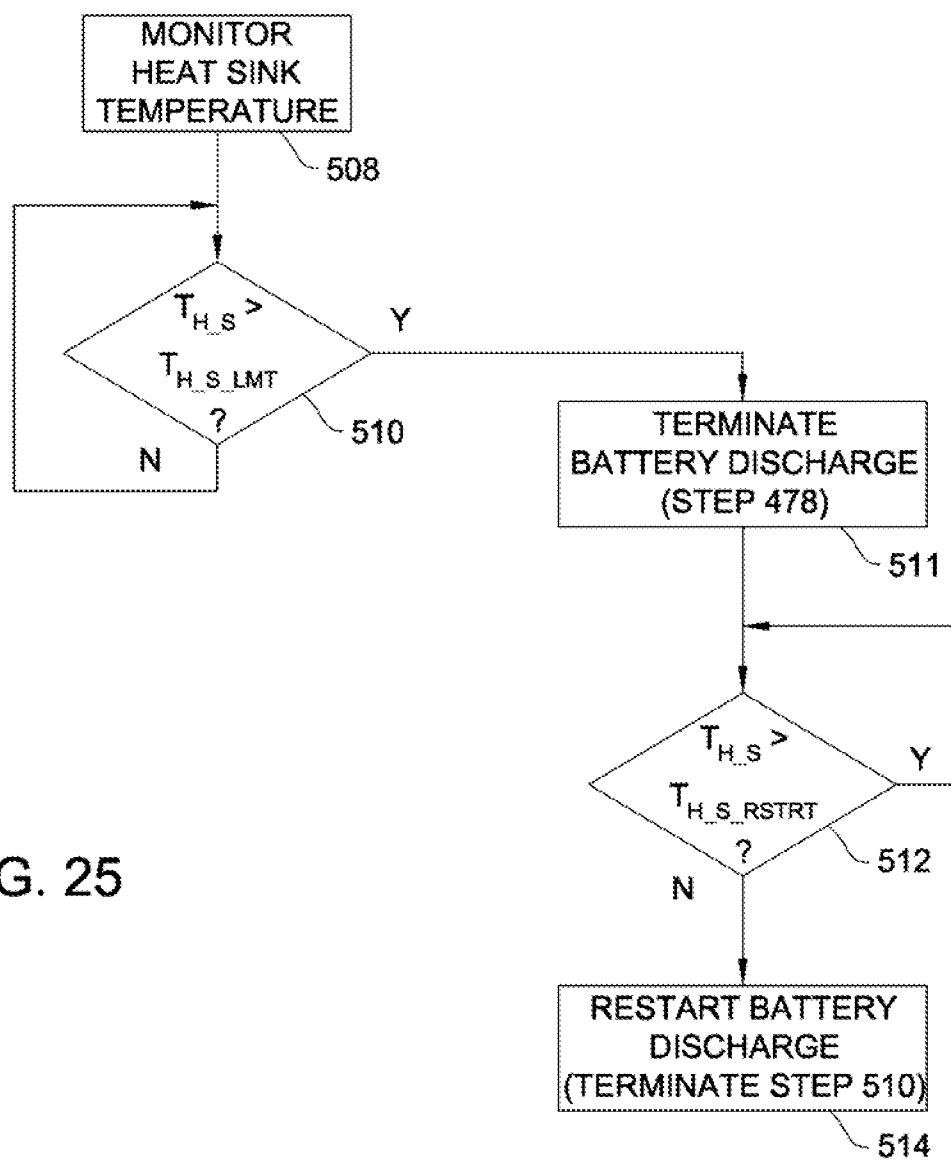 MONITOR
HEAT SINK
TEMPERATURE
508
T_H_S >
T_H_S_LMT
?
Y
N
510
TERMINATE
BATTERY DISCHARGE
(STEP 478)
511
T_H_S >
T_H_S_RSTRT
?
Y
N
512
G. 25
RESTART BATTERY
DISCHARGE
(TERMINATE STEP 510)
514